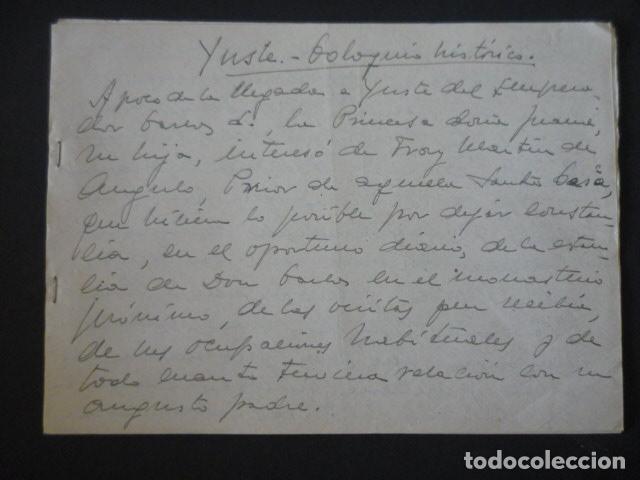 Yuste.- Coloquio histórico.
A poco de la llegada a Yuste del Empera-
dor Carlos V., la Princesa doña Juana,
su hija, interesó de Fray Martín de
Angulo, Prior de aquella Santa Casa,
que hiciera lo posible por dejar constan-
cia, en el oportuno diario, de la estan-
cia de Don Carlos en el monasterio
jerónimo, de las visitas que recibía,
de sus ocupaciones habituales y de
todo cuanto tuviera relación con su
augusto padre.
todocoleccion.net